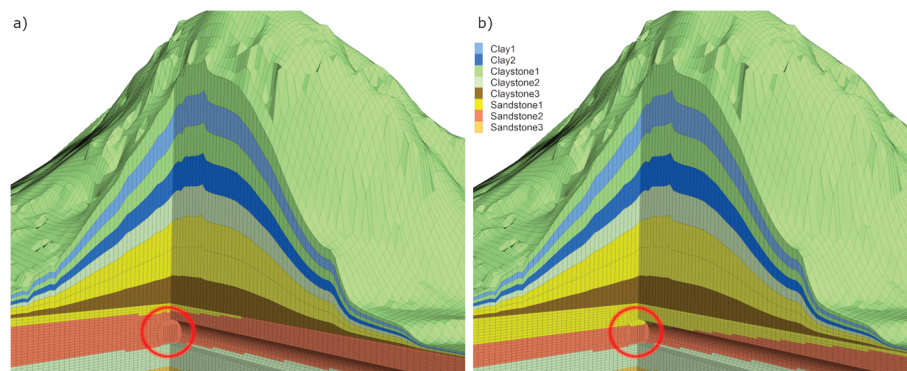 a)
b)
Clay1
Clay2
Claystone1
Claystone2
Claystone3
Sandstone1
Sandstone2
Sandstone3